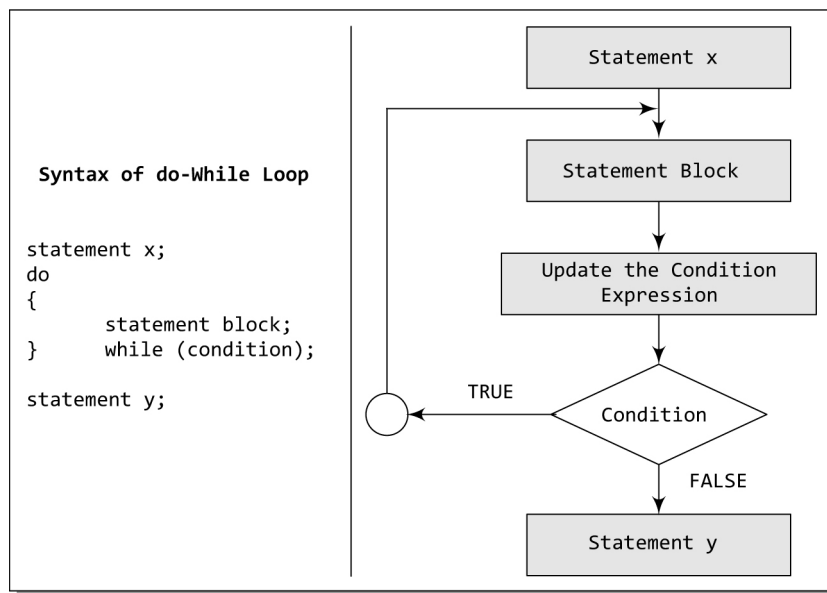 Syntax of do-While Loop
statement x;
do
{
statement block;
} while (condition);
statement y;
Statement x
Statement Block
Update the Condition
Expression
Condition
TRUE
FALSE
Statement y